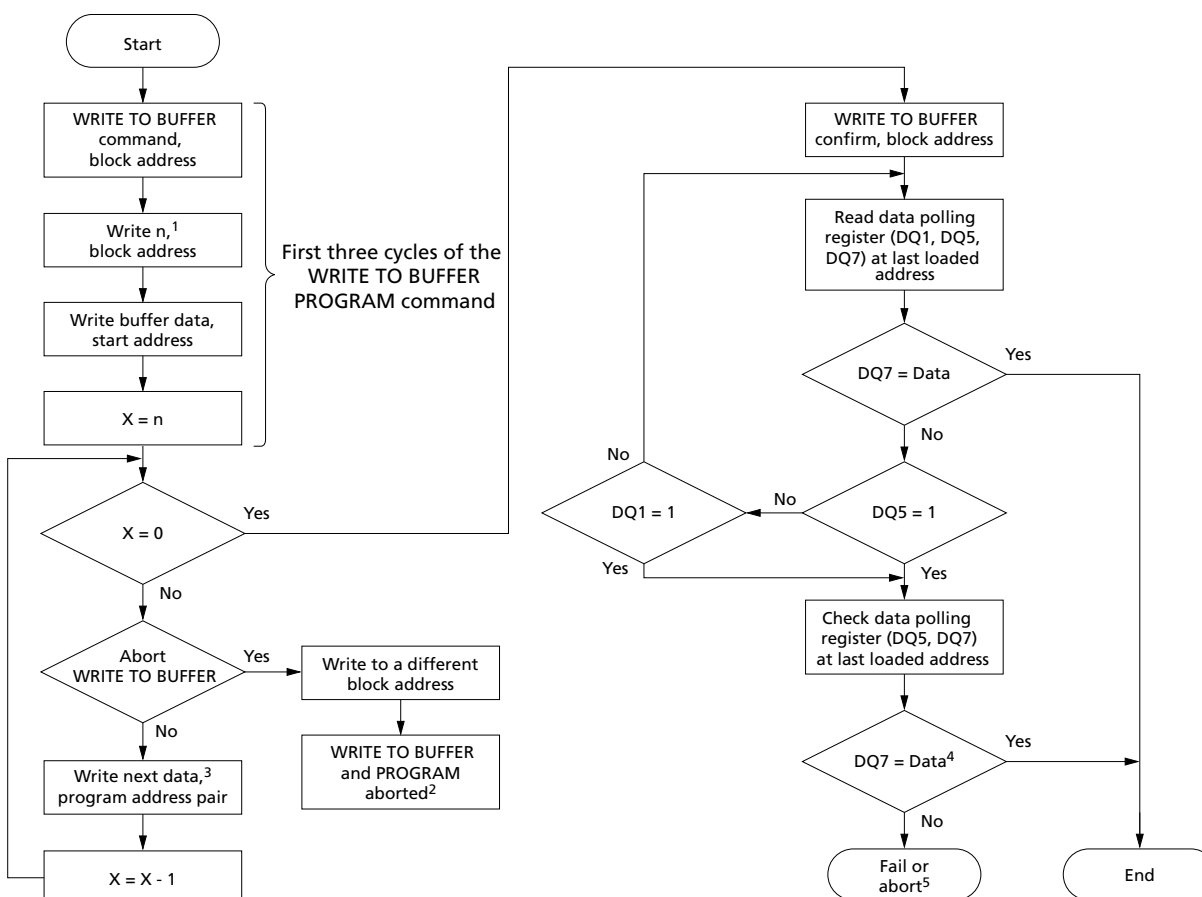 Start
WRITE TO BUFFER
command,
block address
Write n,¹
block address
Write buffer data,
start address
X = n
First three cycles of the
WRITE TO BUFFER
PROGRAM command
X = 0
Yes
No
Abort
WRITE TO BUFFER
Yes
No
Write to a different
block address
WRITE TO BUFFER
and PROGRAM
aborted²
Write next data,³
program address pair
X = X - 1
WRITE TO BUFFER
confirm, block address
Read data polling
register (DQ1, DQ5,
DQ7) at last loaded
address
DQ7 = Data
Yes
No
DQ5 = 1
No
Yes
DQ1 = 1
No
Yes
Check data polling
register (DQ5, DQ7)
at last loaded address
DQ7 = Data⁴
Yes
No
Fail or
abort⁵
End